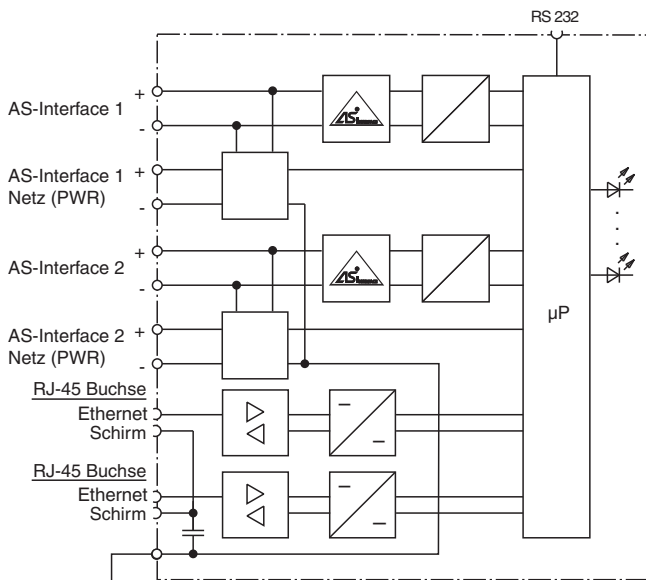 RS 232
AS-Interface 1
+
-
AS-Interface 1
Netz (PWR)
+
-
AS-Interface 2
+
-
AS-Interface 2
Netz (PWR)
+
-
µP
RJ-45 Buchse
Ethernet
Schirm
RJ-45 Buchse
Ethernet
Schirm